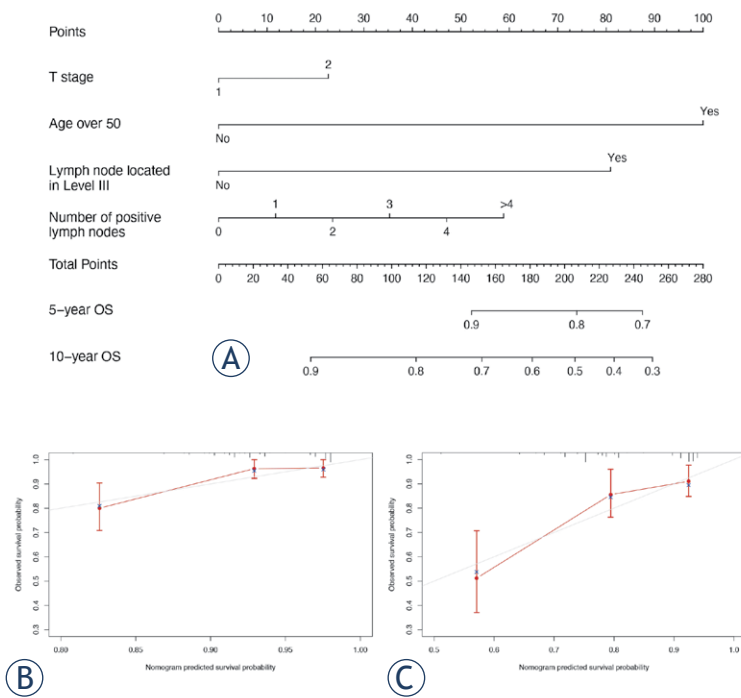 0 10 20 30 40 50 60 70 80 90 100
Points
2
T stage
1
Yes
Age over 50
No
Yes
Lymph node located
in Level III
No
1 3 >4
Number of positive
lymph nodes
0 2 4
Total Points
0 20 40 60 80 100 120 140 160 180 200 220 240 260 280
5-year OS
0.9 0.8 0.7
10-year OS
A
0.9 0.8 0.7 0.6 0.5 0.4 0.3
Observed survival probability
1.0
0.9
0.8
0.7
0.6
0.5
0.4
0.3
0.80 0.85 0.90 0.95 1.00
Nomogram predicted survival probability
B
Observed survival probability
1.0
0.9
0.8
0.7
0.6
0.5
0.4
0.3
0.5 0.6 0.7 0.8 0.9 1.0
Nomogram predicted survival probability
C